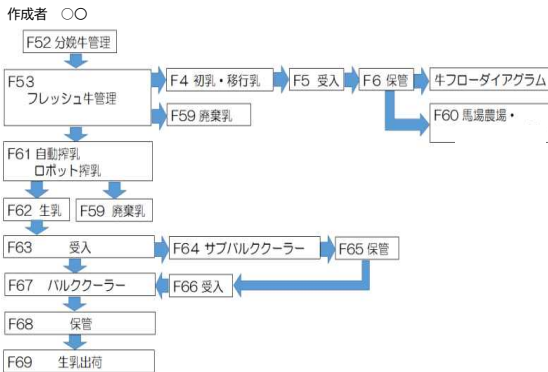 作成者　○○
F52 分娩牛管理
F53
フレッシュ牛管理
F4 初乳・移行乳
F5 受入
F6 保管
牛フローダイアグラム
F59 廃棄乳
F60 馬場農場・
F61 自動搾乳
ロボット搾乳
F62 生乳
F59 廃棄乳
F63 受入
F64 サブバルククーラー
F65 保管
F67 バルククーラー
F66 受入
F68 保管
F69 生乳出荷